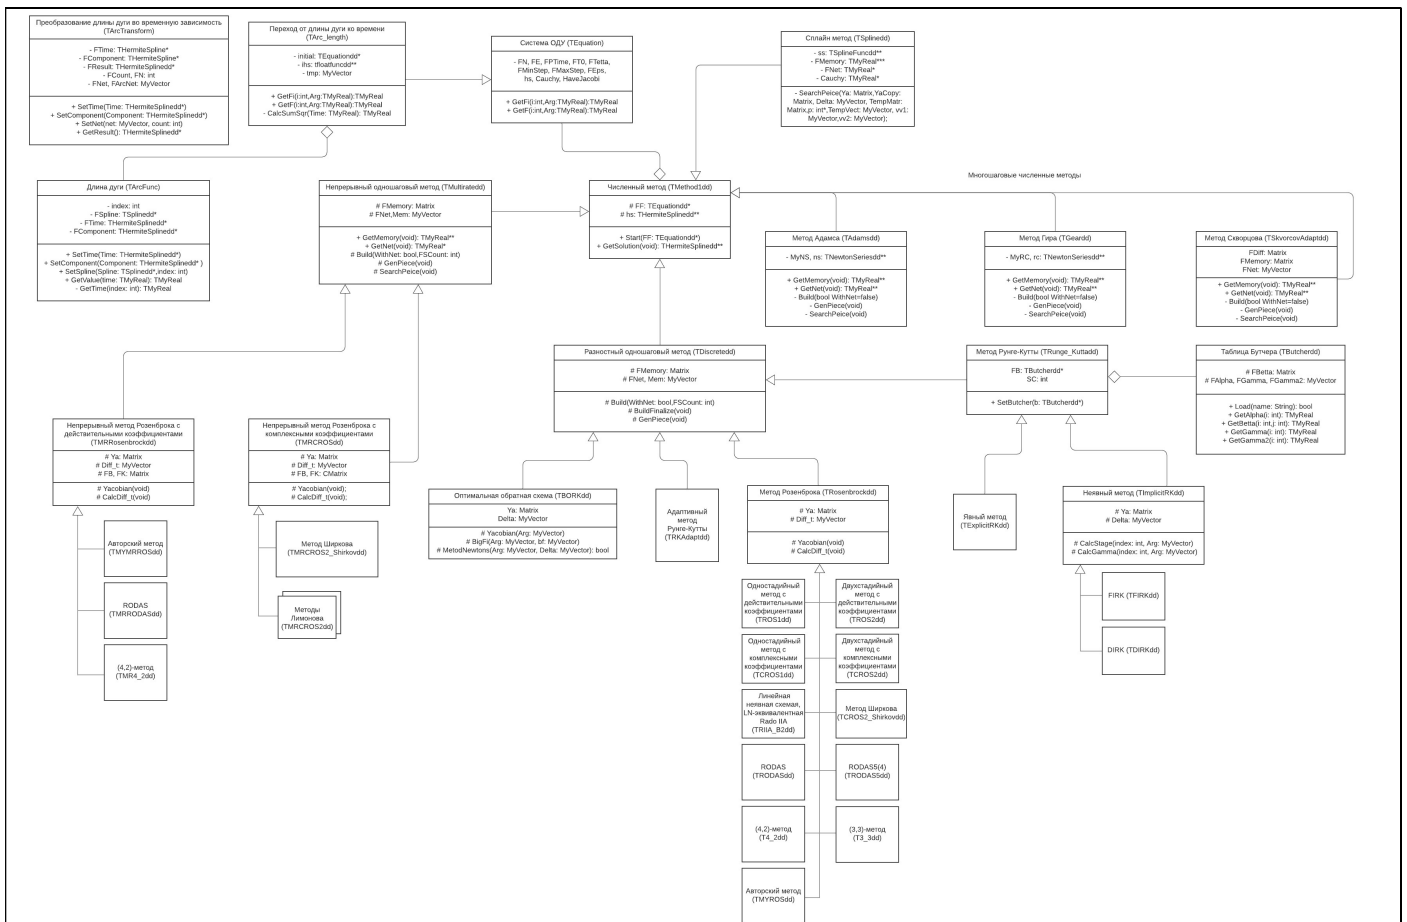 Преобразование длины дуги во временную зависимость
(TArcTransform)
- FTime: THermiteSpline*
- FComponent: THermiteSpline*
- FResult: THermiteSplinedd*
- FCount, FN: int
- FNet, FArcNet: MyVector
+ SetTime(Time: THermiteSplinedd*)
+ SetComponent(Component: THermiteSplinedd*)
+ SetNet(net: MyVector, count: int)
+ GetResult(): THermiteSplinedd*
Переход от длины дуги ко времени
(TArc_length)
- initial: TEquationdd*
- ihs: tfloatfuncdd**
- tmp: MyVector
+ GetFi(i:int,Arg:TMyReal):TMyReal
+ GetF(i:int,Arg:TMyReal):TMyReal
- CalcSumSqr(Time: TMyReal): TMyReal
Система ОДУ (TEquation)
- FN, FE, FPTime, FT0, FTetta,
FMinStep, FMaxStep, FEps,
hs, Cauchy, HaveJacobi
+ GetFi(i:int,Arg:TMyReal):TMyReal
+ GetF(i:int,Arg:TMyReal):TMyReal
Сплайн метод (TSplinedd)
- ss: TSplineFuncdd**
- FMemory: TMyReal***
- FNet: TMyReal*
- Cauchy: TMyReal*
- SearchPeice(Ya: Matrix,YaCopy:
Matrix, Delta: MyVector, TempMatr:
Matrix,p: int*,TempVect: MyVector, vv1:
MyVector,vv2: MyVector);
Длина дуги (TArcFunc)
- index: int
- FSpline: TSplinedd*
- FTime: THermiteSplinedd*
- FComponent: THermiteSplinedd*
+ SetTime(Time: THermiteSplinedd*)
+ SetComponent(Component: THermiteSplinedd* )
+ SetSpline(Spline: TSplinedd*,index: int)
+ GetValue(time: TMyReal): TMyReal
- GetTime(index: int): TMyReal
Непрерывный одношаговый метод (TMultiratedd)
# FMemory: Matrix
# FNet,Mem: MyVector
+ GetMemory(void): TMyReal**
+ GetNet(void): TMyReal*
# Build(WithNet: bool,FSCount: int)
# GenPiece(void)
# SearchPeice(void)
Численный метод (TMethod1dd)
# FF: TEquationdd*
# hs: THermiteSplinedd**
+ Start(FF: TEquationdd*)
+ GetSolution(void): THermiteSplinedd**
Многошаговые численные методы
Метод Адамса (TAdamsdd)
- MyNS, ns: TNewtonSeriesdd**
+ GetMemory(void): TMyReal**
+ GetNet(void): TMyReal**
- Build(bool WithNet=false)
- GenPiece(void)
- SearchPeice(void)
Метод Гира (TGeardd)
- MyRC, rc: TNewtonSeriesdd**
+ GetMemory(void): TMyReal**
+ GetNet(void): TMyReal**
- Build(bool WithNet=false)
- GenPiece(void)
- SearchPeice(void)
Метод Скворцова (TSkvorcovAdaptdd)
FDiff: Matrix
FMemory: Matrix
FNet: MyVector
+ GetMemory(void): TMyReal**
+ GetNet(void): TMyReal**
- Build(bool WithNet=false)
- GenPiece(void)
- SearchPeice(void)
Разностный одношаговый метод (TDiscretedd)
# FMemory: Matrix
# FNet, Mem: MyVector
# Build(WithNet: bool,FSCount: int)
# BuildFinalize(void)
# GenPiece(void)
Метод Рунге-Кутты (TRunge_Kuttadd)
FB: TButcherdd*
SC: int
+ SetButcher(b: TButcherdd*)
Таблица Бутчера (TButcherdd)
# FBetta: Matrix
# FAlpha, FGamma, FGamma2: MyVector
+ Load(name: String): bool
+ GetAlpha(i: int): TMyReal
+ GetBetta(i: int,j: int): TMyReal
+ GetGamma(i: int): TMyReal
+ GetGamma2(i: int): TMyReal
Непрерывный метод Розенброка с
действительными коэффициентами
(TMRRosenbrockdd)
# Ya: Matrix
# Diff_t: MyVector
# FB, FK: Matrix
# Yacobian(void)
# CalcDiff_t(void)
Непрерывный метод Розенброка с
комплексными коэффициентами
(TMRCROSdd)
# Ya: Matrix
# Diff_t: MyVector
# FB, FK: CMatrix
# Yacobian(void);
# CalcDiff_t(void);
Оптимальная обратная схема (TBORKdd)
Ya: Matrix
Delta: MyVector
# Yacobian(Arg: MyVector)
# BigFi(Arg: MyVector, bf: MyVector)
# MetodNewtons(Arg: MyVector, Delta: MyVector): bool
Адаптивный
метод
Рунге-Кутты
(TRKAdaptdd)
Метод Розенброка (TRosenbrockdd)
# Ya: Matrix
# Diff_t: MyVector
# Yacobian(void)
# CalcDiff_t(void)
Явный метод
(TExplicitRKdd)
Неявный метод (TImplicitRKdd)
# Ya: Matrix
# Delta: MyVector
# CalcStage(index: int, Arg: MyVector)
# CalcGamma(index: int, Arg: MyVector)
Авторский метод
(TMYMRROSdd)
RODAS
(TMRRODASdd)
(4,2)-метод
(TMR4_2dd)
Метод Ширкова
(TMRCROS2_Shirkovdd)
Методы
Лимонова
(TMRCROS2dd)
Одностадийный
метод с
действительными
коэффициентами
(TROS1dd)
Двухстадийный
метод с
действительными
коэффициентами
(TROS2dd)
Одностадийный
метод с
комплексными
коэффициентами
(TCROS1dd)
Двухстадийный
метод с
комплексными
коэффициентами
(TCROS2dd)
Линейная
неявная схемая,
LN-эквивалентная
Rado IIA
(TRIIA_B2dd)
Метод Ширкова
(TCROS2_Shirkovdd)
RODAS
(TRODASdd)
RODAS5(4)
(TRODAS5dd)
(4,2)-метод
(T4_2dd)
(3,3)-метод
(T3_3dd)
Авторский метод
(TMYROSdd)
FIRK (TFIRKdd)
DIRK (TDIRKdd)